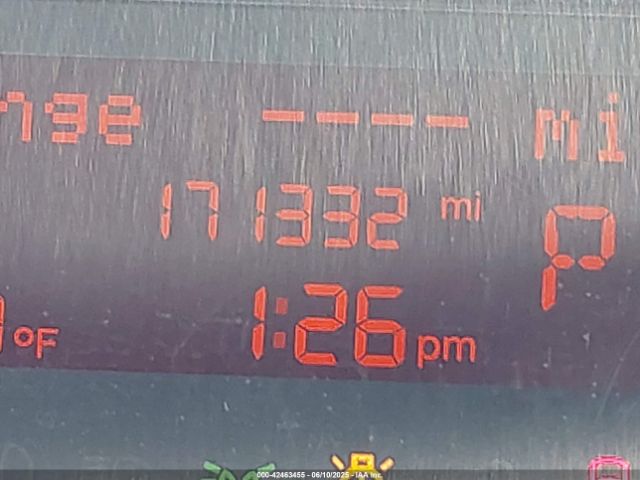 nge ---- mi
171332 mi
P
°F 1:26 pm
000-42463455 - 06/10/2025 - IAA Inc.